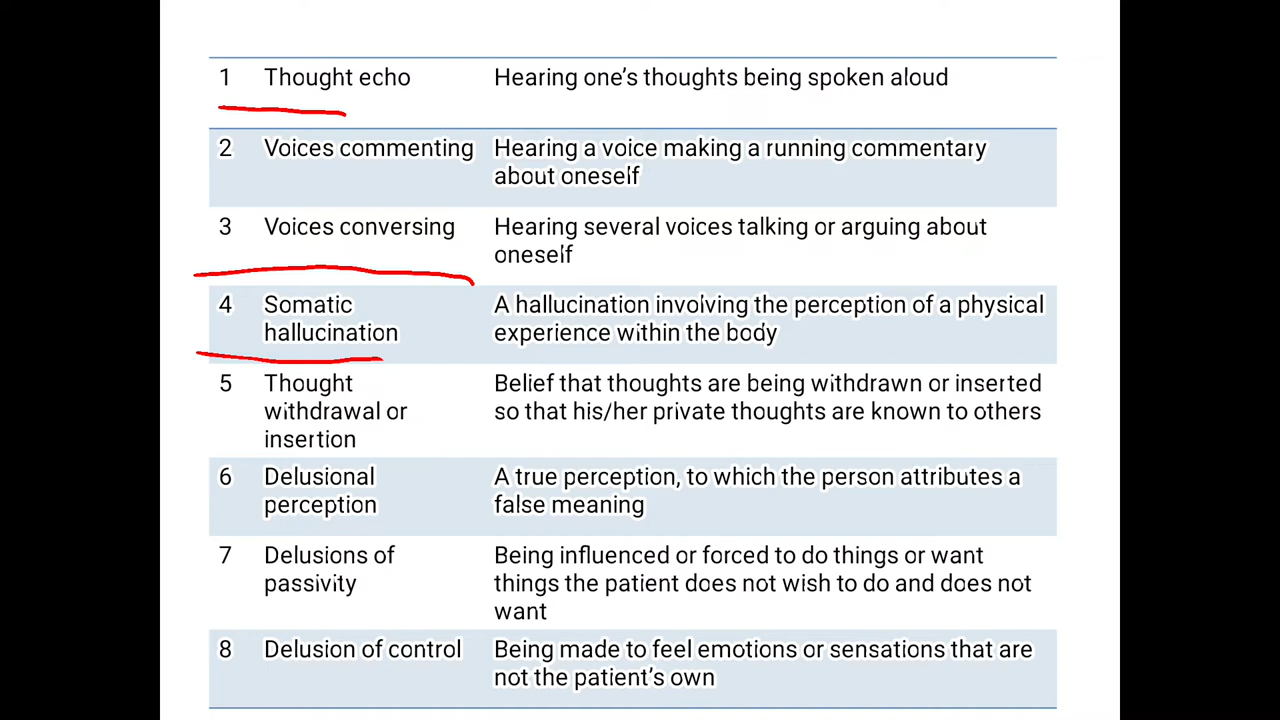 1 Thought echo Hearing one’s thoughts being spoken aloud
2 Voices commenting Hearing a voice making a running commentary
about oneself
3 Voices conversing Hearing several voices talking or arguing about
oneself
4 Somatic A hallucination involving the perception of a physical
hallucination experience within the body
5 Thought Belief that thoughts are being withdrawn or inserted
withdrawal or so that his/her private thoughts are known to others
insertion
6 Delusional A true perception, to which the person attributes a
perception false meaning
7 Delusions of Being influenced or forced to do things or want
passivity things the patient does not wish to do and does not
want
8 Delusion of control Being made to feel emotions or sensations that are
not the patient’s own